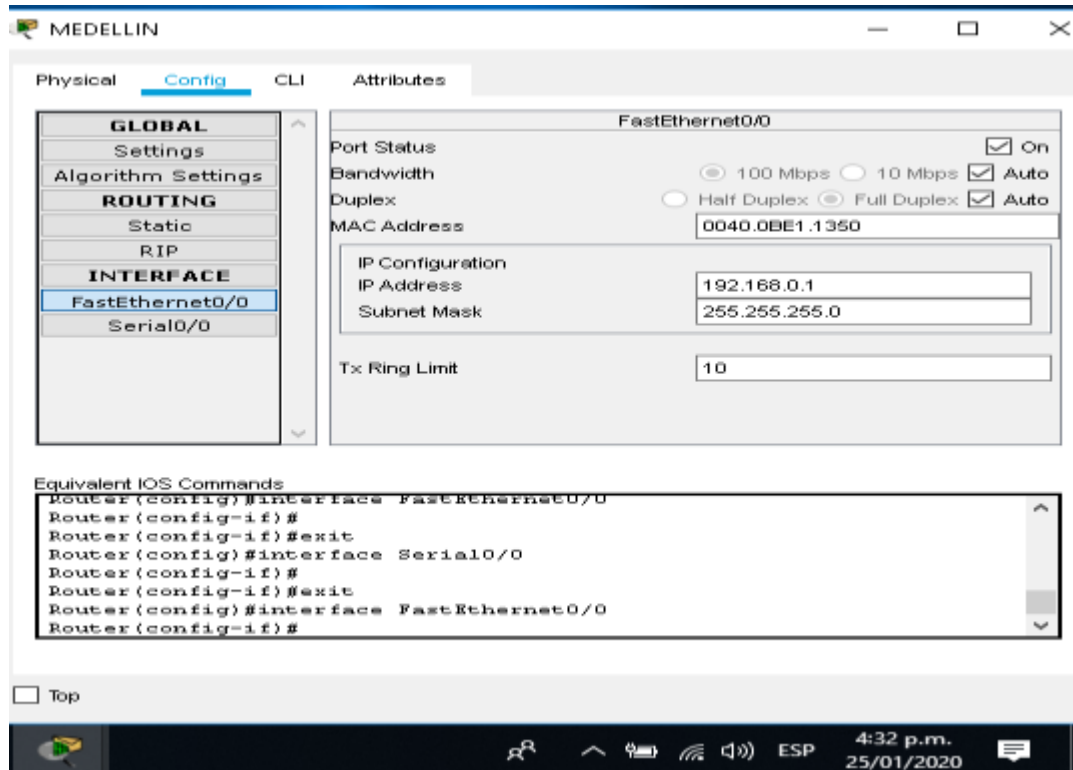 MEDELLIN
Physical Config CLI Attributes
GLOBAL
Settings
Algorithm Settings
ROUTING
Static
RIP
INTERFACE
FastEthernet0/0
Serial0/0
FastEthernet0/0
Port Status On
Bandwidth 100 Mbps 10 Mbps Auto
Duplex Half Duplex Full Duplex Auto
MAC Address 0040.0BE1.1350
IP Configuration
IP Address 192.168.0.1
Subnet Mask 255.255.255.0
Tx Ring Limit 10
Equivalent IOS Commands
Router(config)#interface FastEthernet0/0
Router(config-if)#
Router(config-if)#exit
Router(config)#interface Serial0/0
Router(config-if)#
Router(config-if)#exit
Router(config)#interface FastEthernet0/0
Router(config-if)#
Top
ESP
4:32 p.m.
25/01/2020